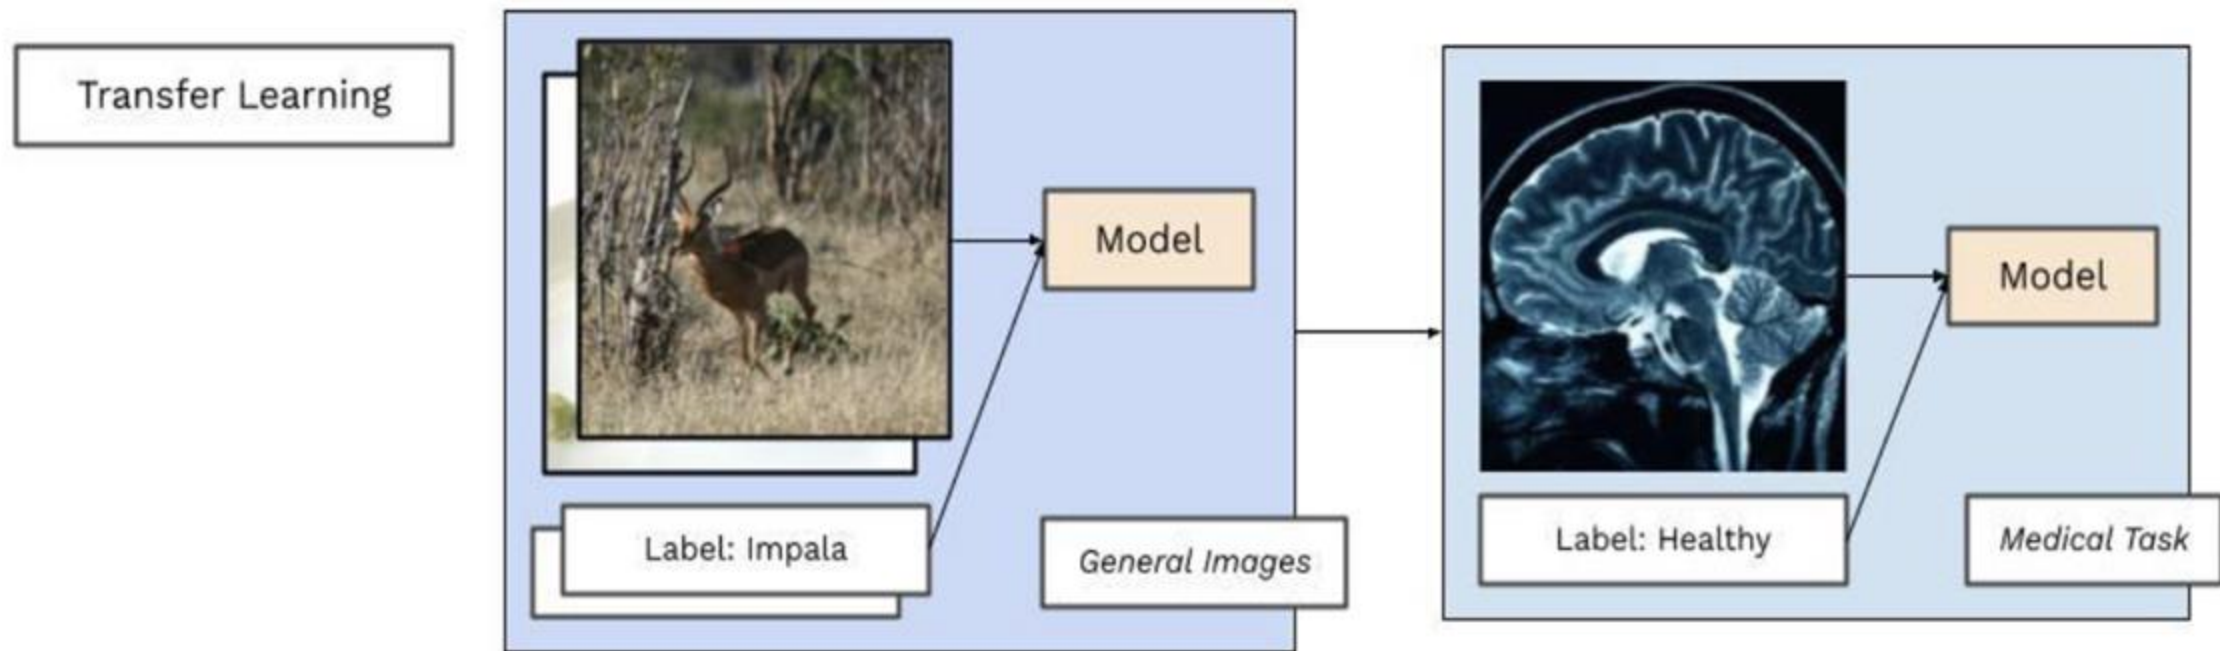 Transfer Learning
Model
Label: Impala
General Images
Model
Label: Healthy
Medical Task